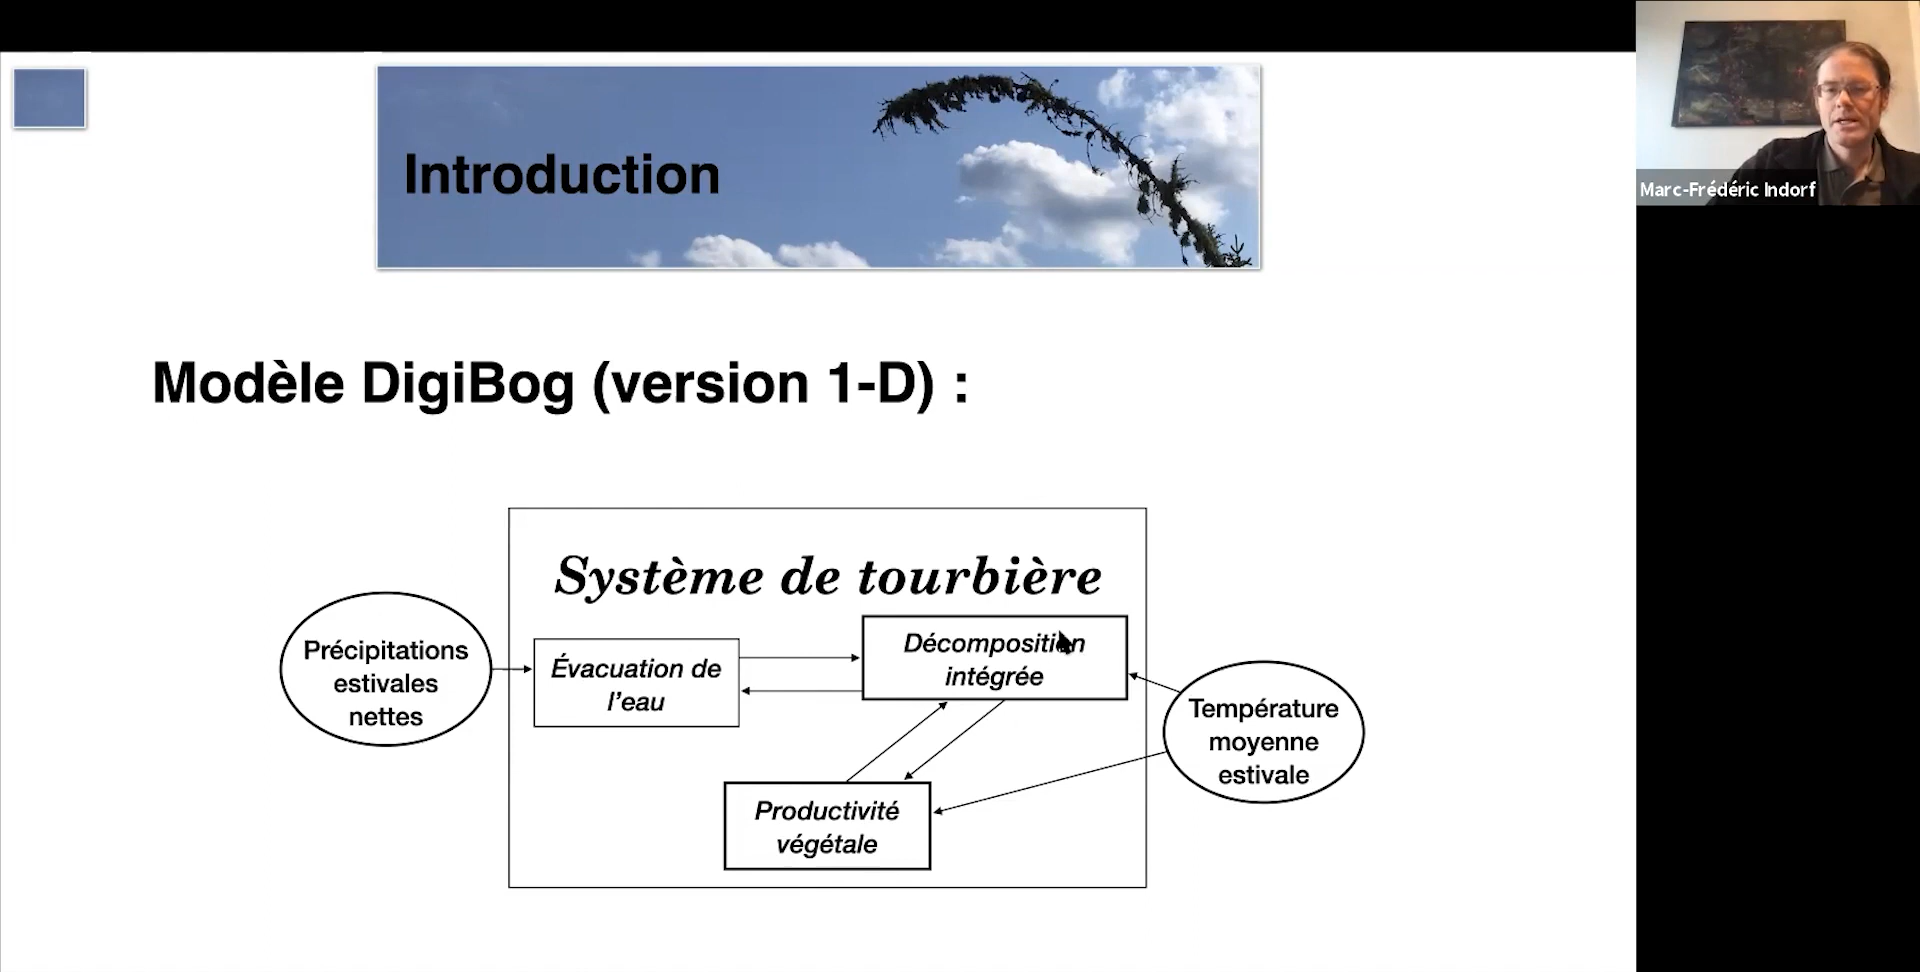 Introduction
Marc-Frédéric Indorf
Modèle DigiBog (version 1-D) :
Système de tourbière
Précipitations
estivales
nettes
Évacuation de
l'eau
Décomposition
intégrée
Température
moyenne
estivale
Productivité
végétale